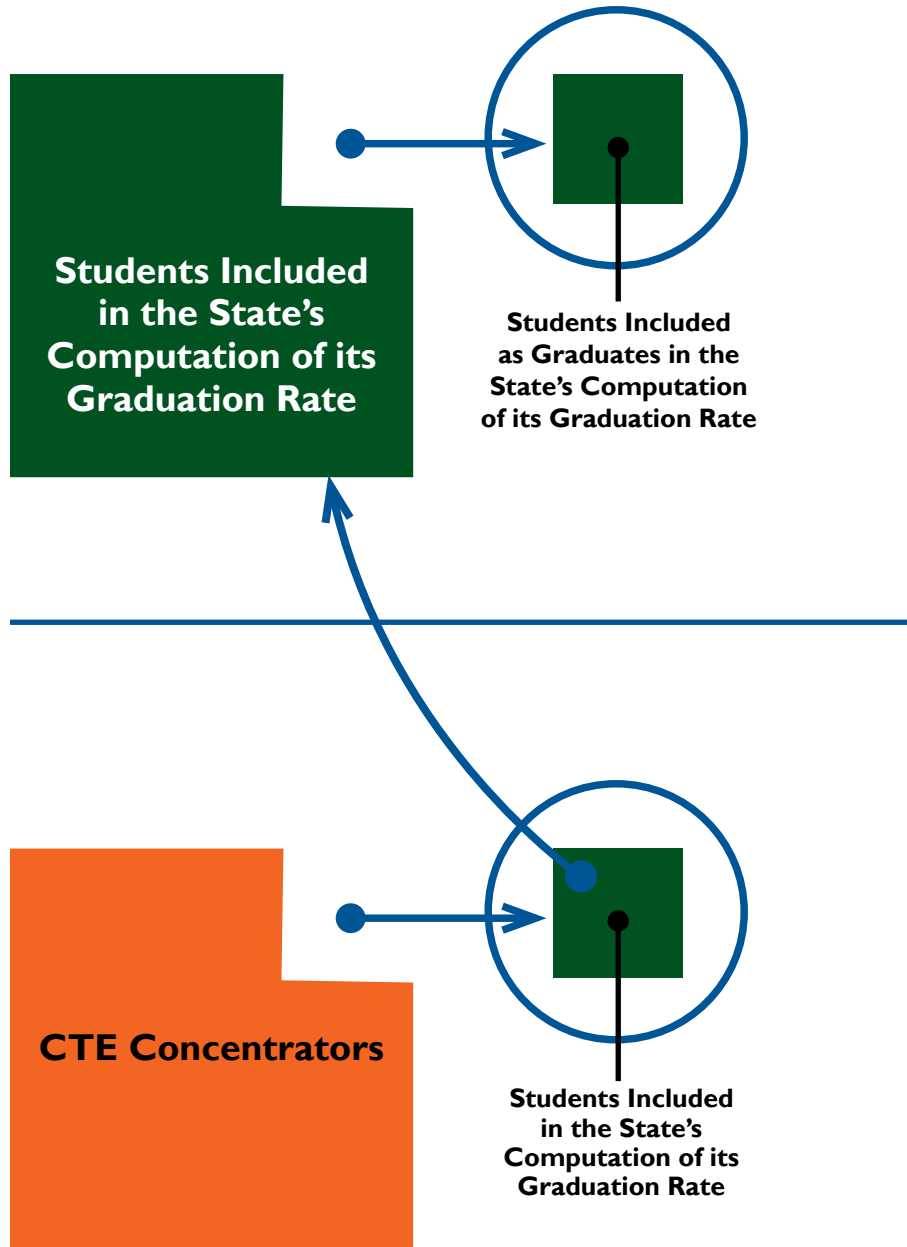 Students Included
in the State’s
Computation of its
Graduation Rate
Students Included
as Graduates in the
State’s Computation
of its Graduation Rate
CTE Concentrators
Students Included
in the State’s
Computation of its
Graduation Rate